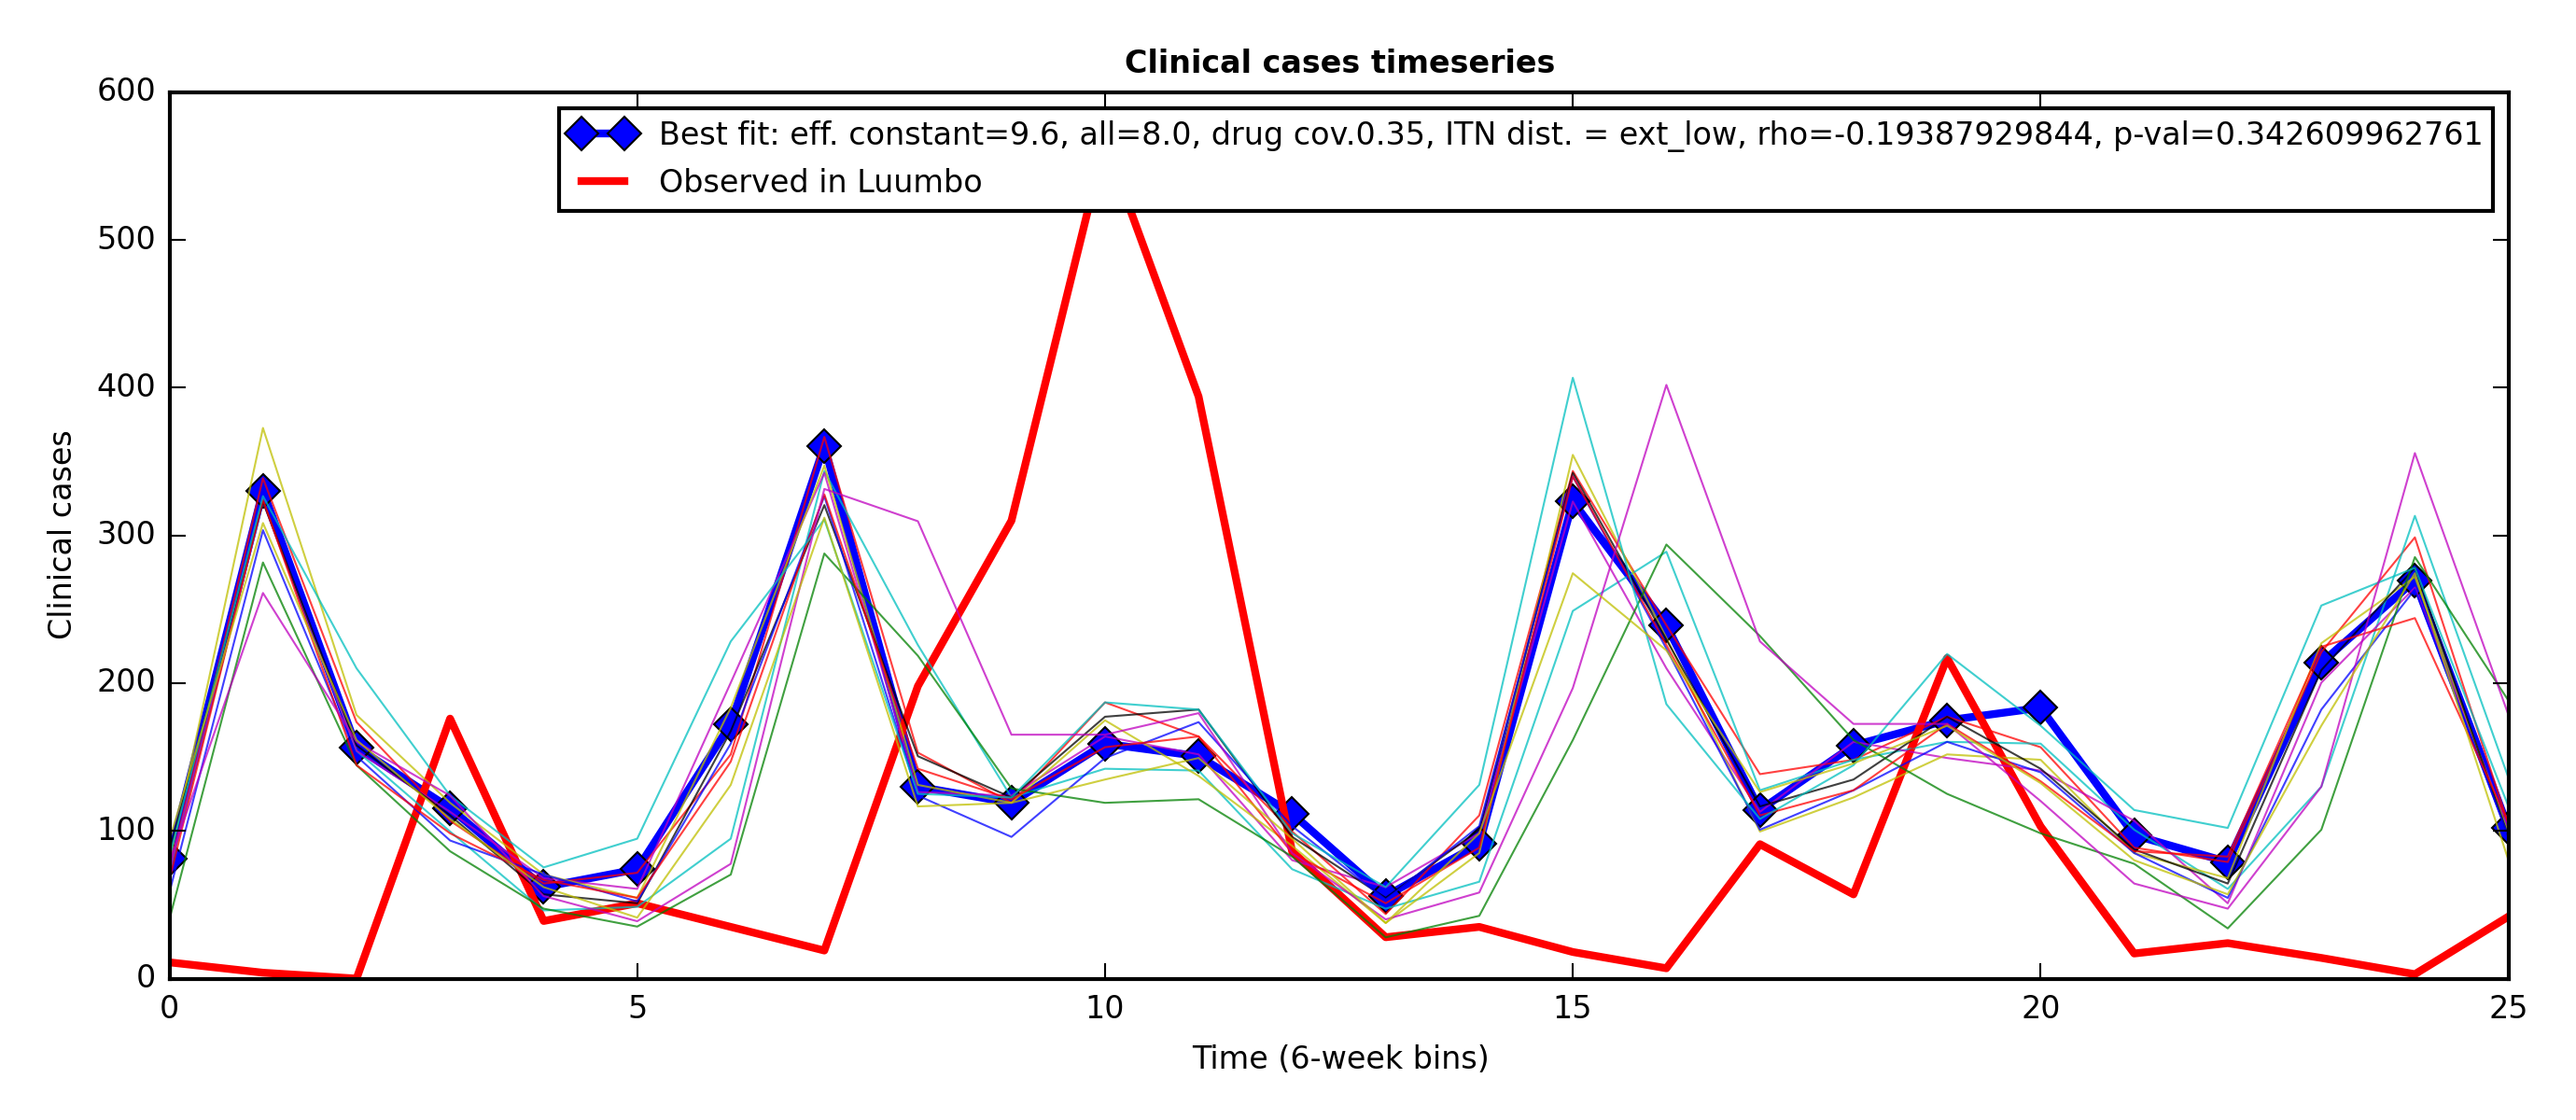 Clinical cases timeseries
600
500
400
300
200
100
0
Clinical cases
Best fit: eff. constant=9.6, all=8.0, drug cov.0.35, ITN dist. = ext_low, rho=-0.19387929844, p-val=0.342609962761
Observed in Luumbo
0 5 10 15 20 25
Time (6-week bins)